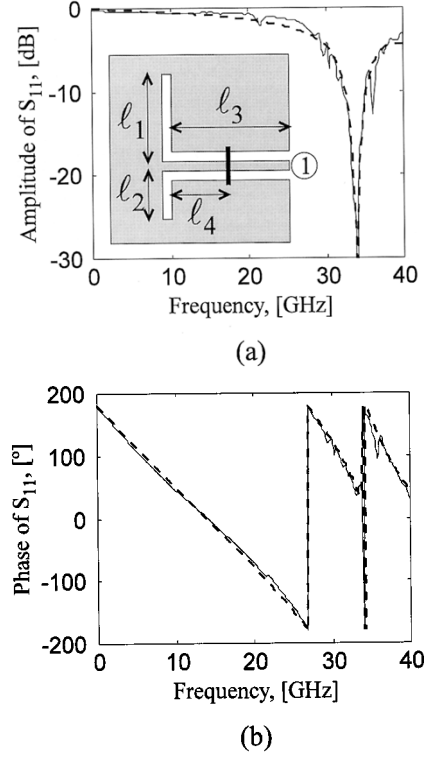 0
-10
-20
-30
Amplitude of S₁₁, [dB]
ℓ₁
ℓ₂
ℓ₃
ℓ₄
1
0 10 20 30 40
Frequency, [GHz]
(a)
200
100
0
-100
-200
Phase of S₁₁, [º]
0 10 20 30 40
Frequency, [GHz]
(b)